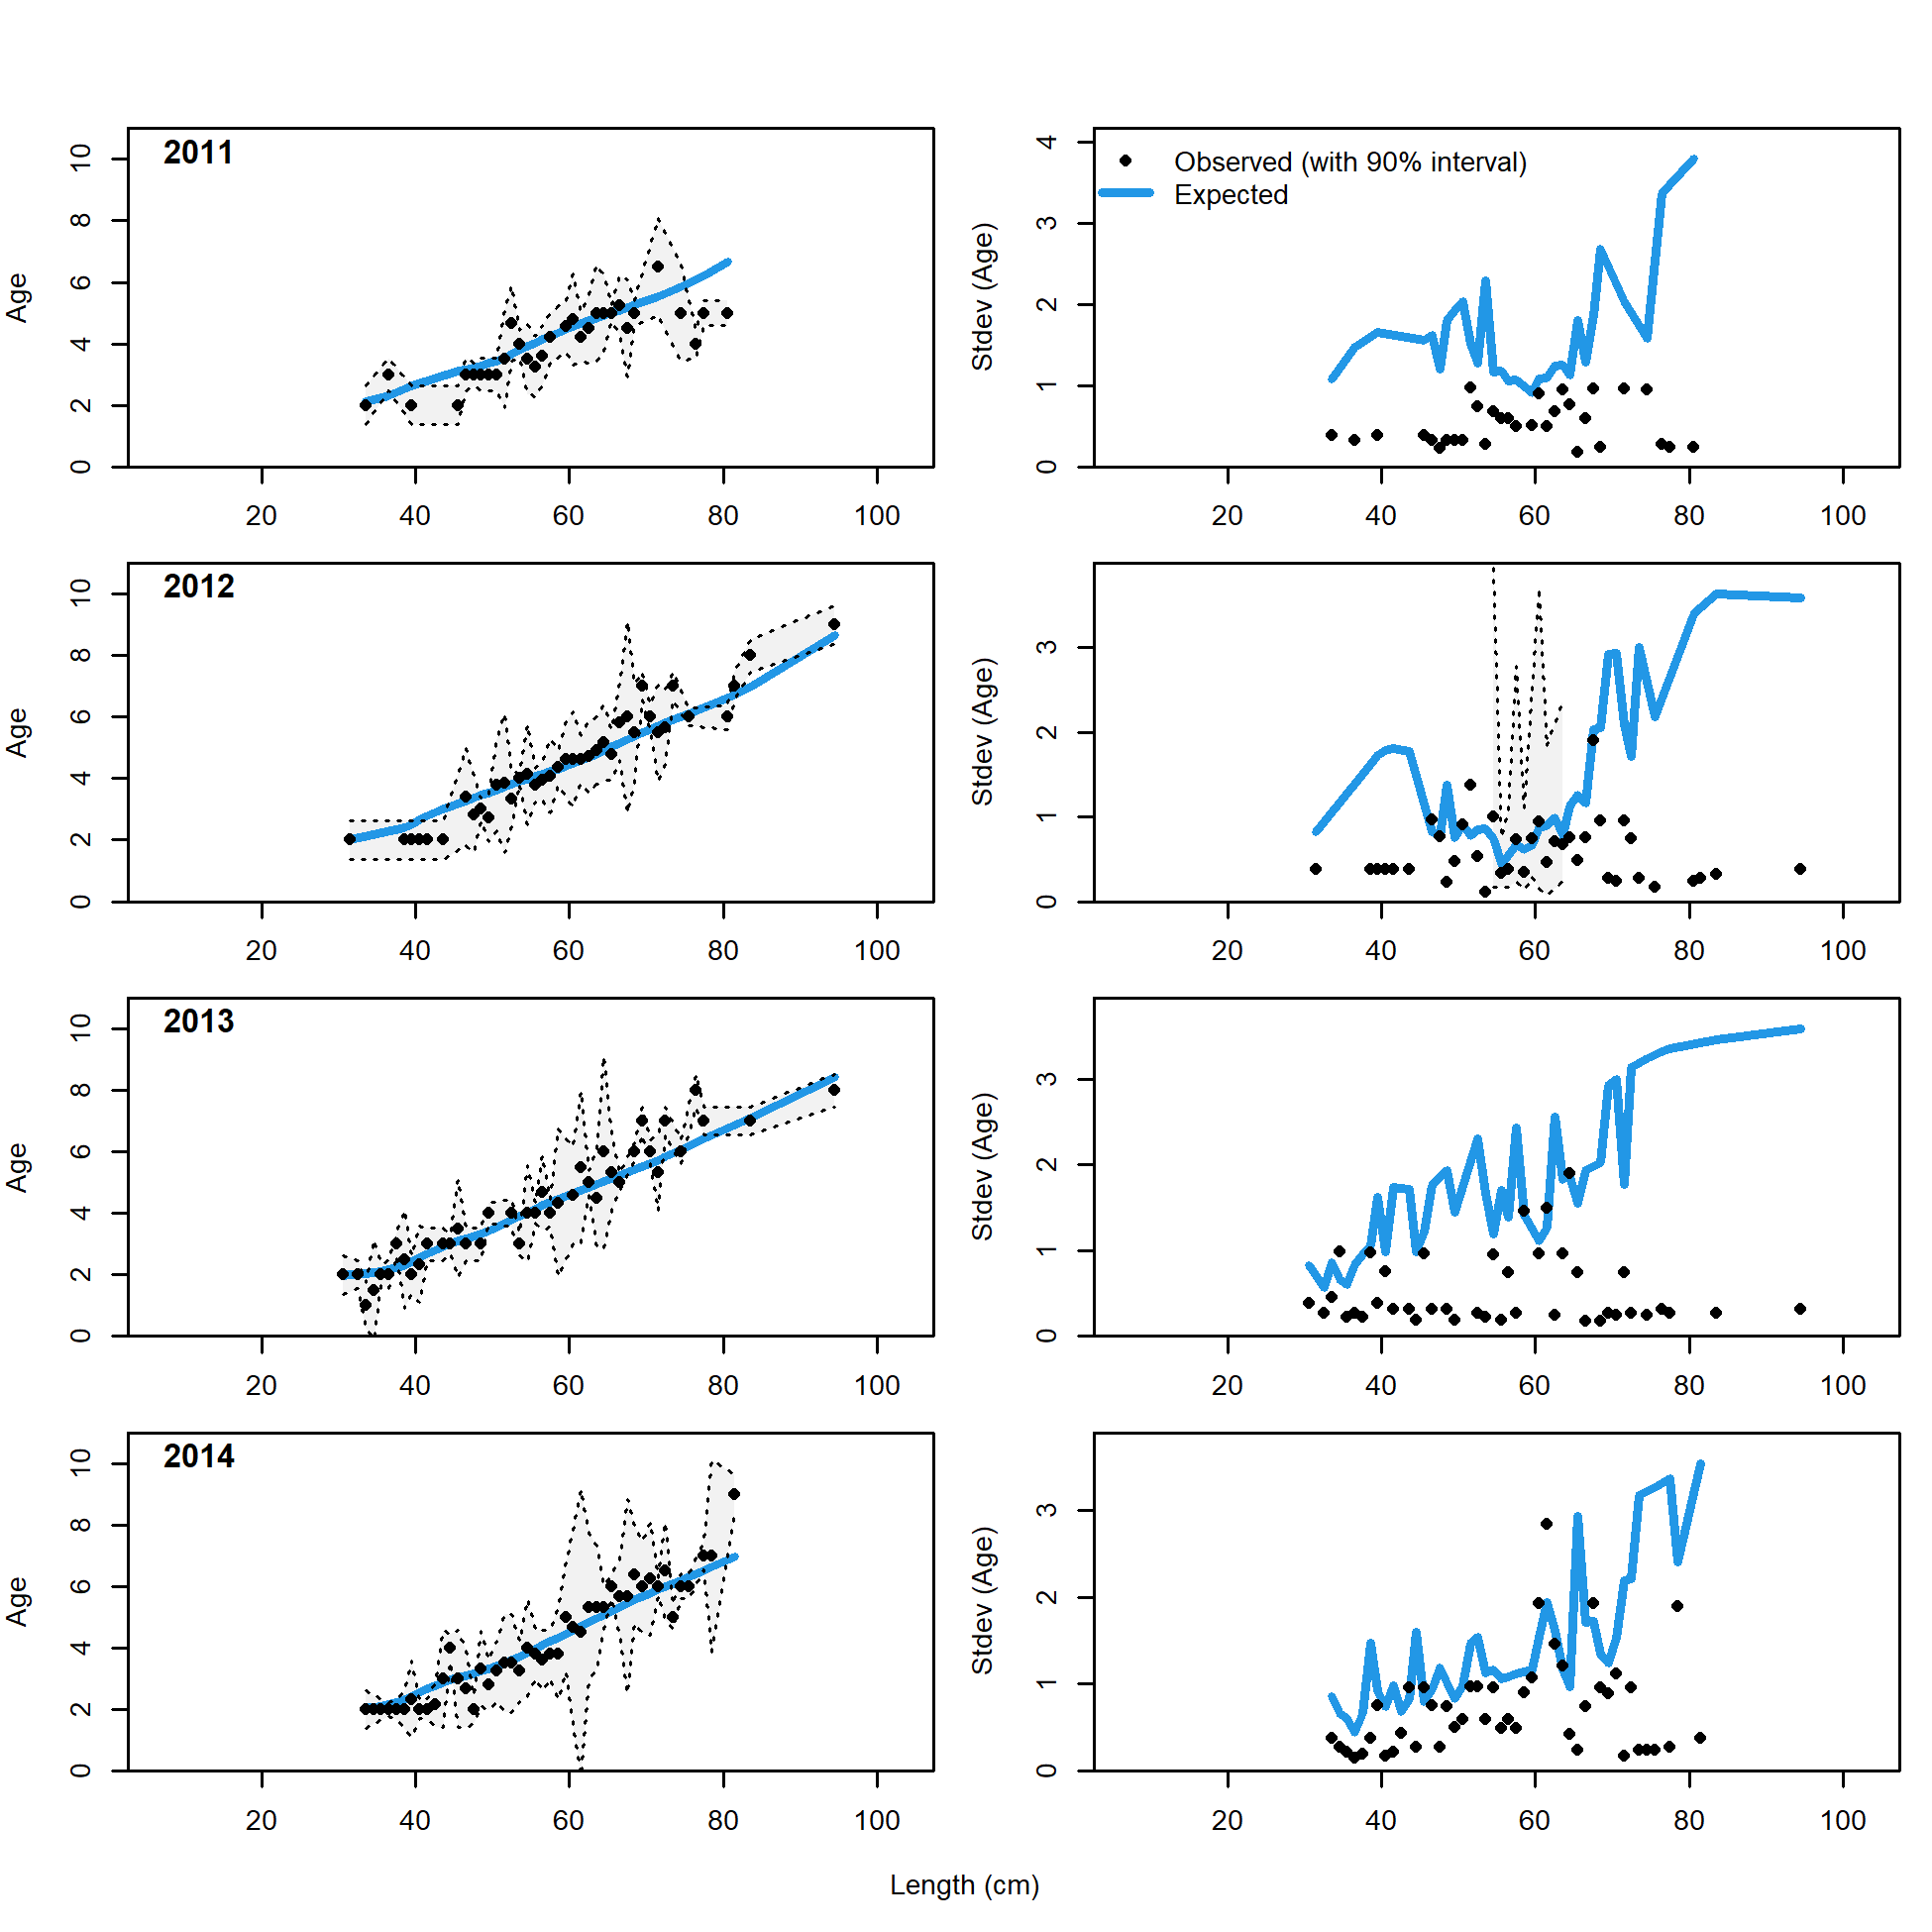 2011
Age
0 2 4 6 8 10
20 40 60 80 100
Observed (with 90% interval)
Expected
Stdev (Age)
0 1 2 3 4
20 40 60 80 100
2012
Age
0 2 4 6 8 10
20 40 60 80 100
Stdev (Age)
0 1 2 3
20 40 60 80 100
2013
Age
0 2 4 6 8 10
20 40 60 80 100
Stdev (Age)
0 1 2 3
20 40 60 80 100
2014
Age
0 2 4 6 8 10
20 40 60 80 100
Stdev (Age)
0 1 2 3
20 40 60 80 100
Length (cm)